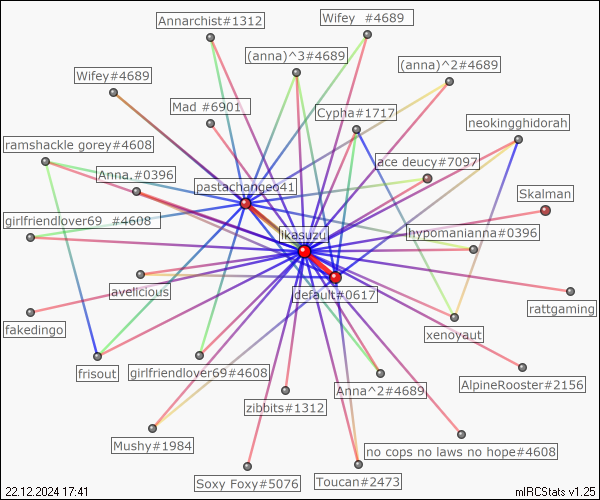 Annarchist#1312
Wifey  #4689
(anna)^3#4689
(anna)^2#4689
Wifey#4689
Mad #6901
Cypha#1717
neokingghidorah
ramshackle gorey#4608
ace deucy#7097
Anna.#0396
pastachangeo41
Skalman
girlfriendlover69  #4608
likesuzu
hypomanianna#0396
avelicious
default#0617
rattgaming
fakedingo
xenoyaut
frisout
girlfriendlover69#4608
Anna^2#4689
AlpineRooster#2156
zibbits#1312
Mushy#1984
no cops no laws no hope#4608
Soxy Foxy#5076
Toucan#2473
22.12.2024 17:41
mIRCStats v1.25